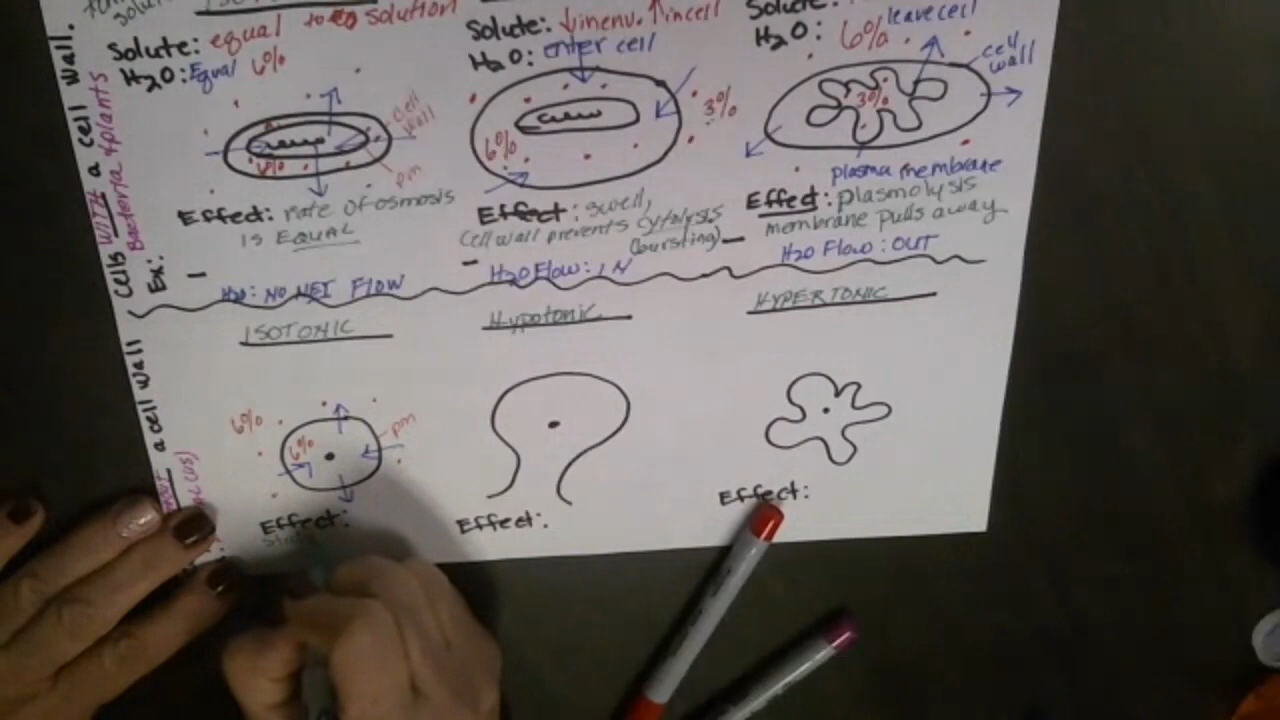 solution
cells WITH a cell wall.
Bacteria & plants
Ex:
Solute: equal to solution
H2O: Equal 6%
cell wall
6%
pm
Effect: rate of osmosis
is EQUAL
H2O: NO NET FLOW
Solute: ↓ in env. ↑ in cell
H2O: enter cell
3%
6%
Effect: swell,
Cell wall prevents cytolysis
(bursting)
H2O Flow: IN
H2O: 6% leave cell
cell wall
3%
plasma membrane
Effect: plasmolysis
membrane pulls away
H2O Flow: OUT
a cell wall
ISOTONIC
6%
6%
pm
Effect:
Hypotonic
Effect:
HYPERTONIC
Effect: